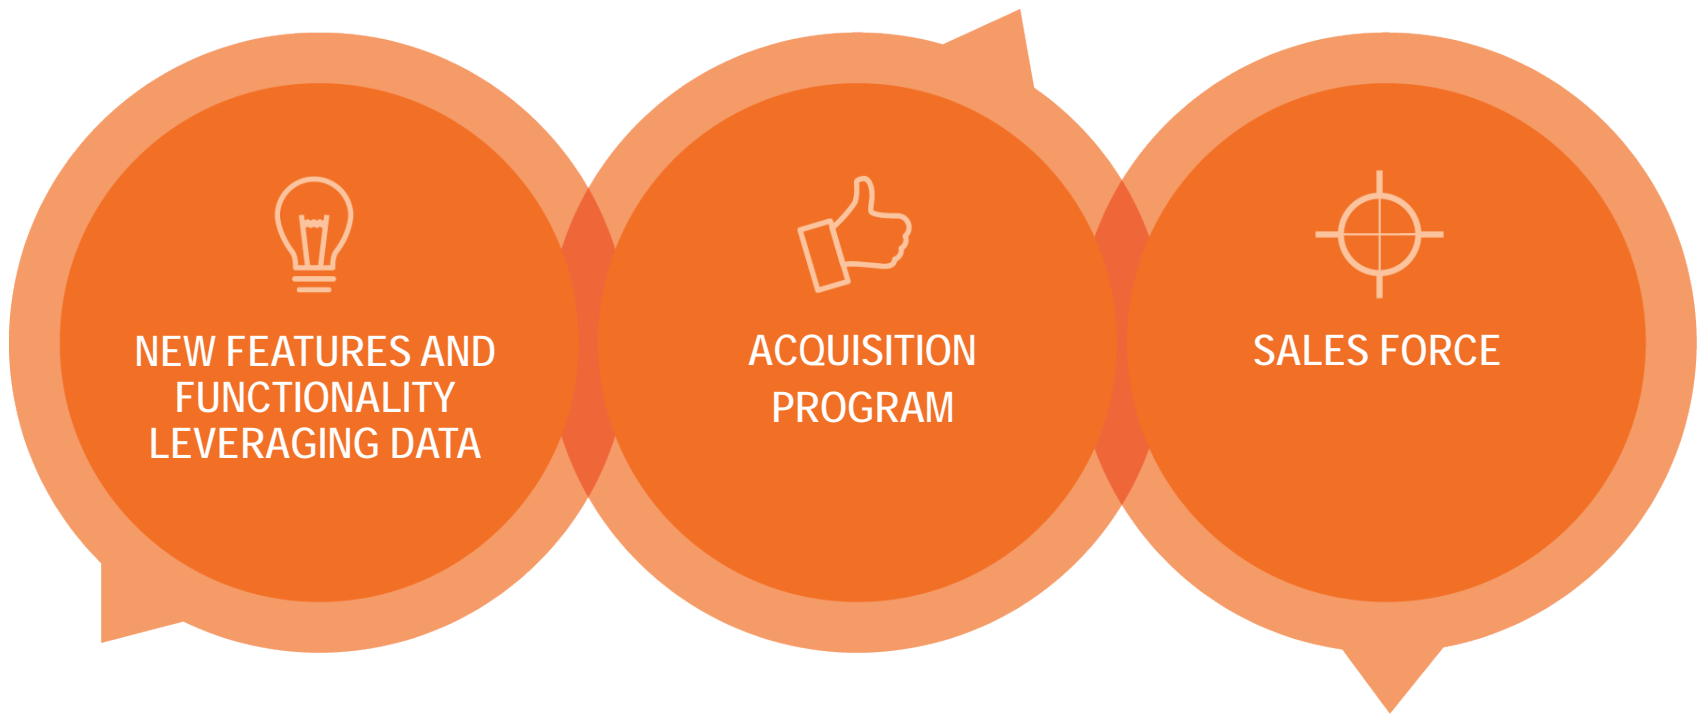 NEW FEATURES AND
FUNCTIONALITY
LEVERAGING DATA
ACQUISITION
PROGRAM
SALES FORCE